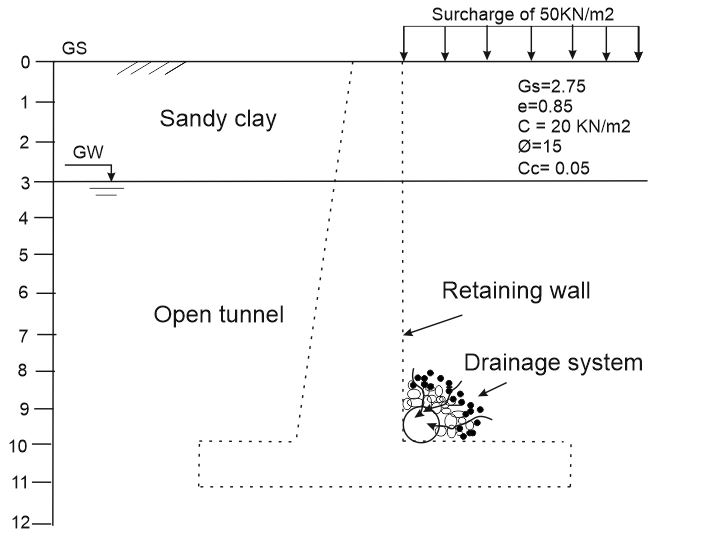 Surcharge of 50KN/m2
GS
0
1
2
3
4
5
6
7
8
9
10
11
12
Sandy clay
GW
Gs=2.75
e=0.85
C = 20 KN/m2
Ø=15
Cc= 0.05
Open tunnel
Retaining wall
Drainage system